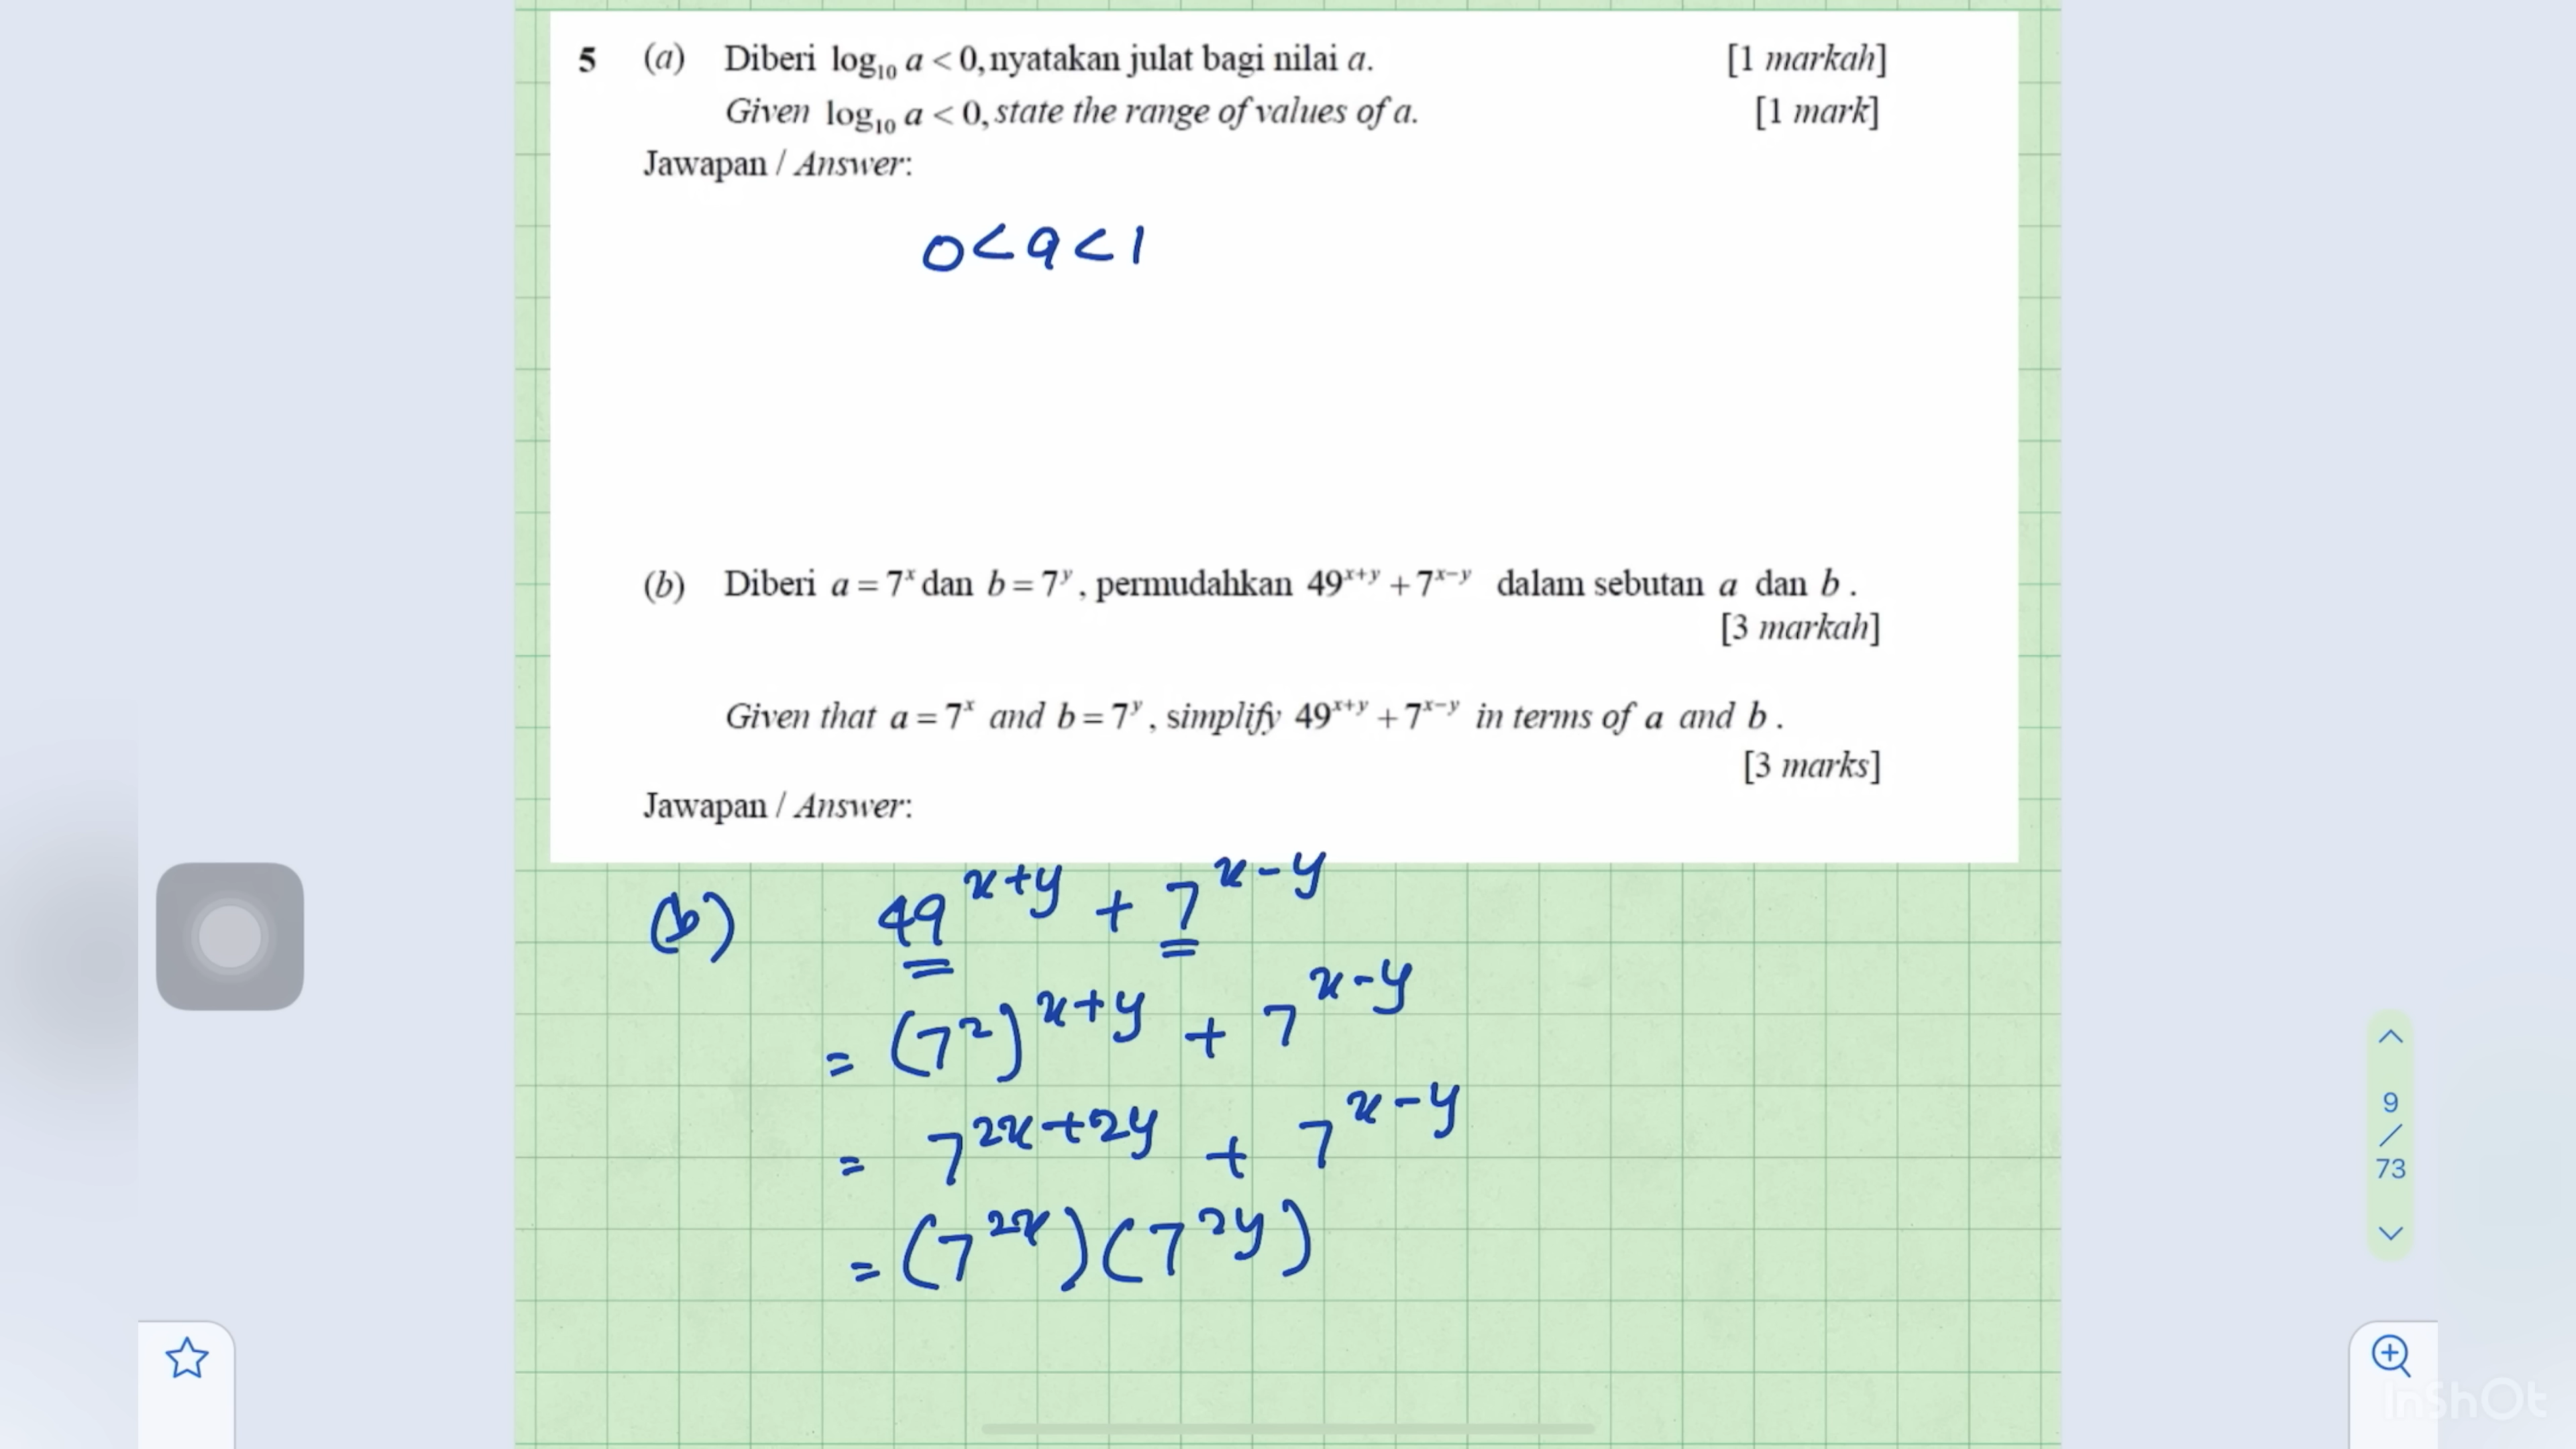 5 (a) Diberi log₁₀ a < 0, nyatakan julat bagi nilai a. [1 markah]
Given log₁₀ a < 0, state the range of values of a. [1 mark]
Jawapan / Answer:
0 < a < 1
(b) Diberi a = 7ˣ dan b = 7ʸ, permudahkan 49ˣ⁺ʸ + 7ˣ⁻ʸ dalam sebutan a dan b.
[3 markah]
Given that a = 7ˣ and b = 7ʸ, simplify 49ˣ⁺ʸ + 7ˣ⁻ʸ in terms of a and b.
[3 marks]
Jawapan / Answer:
(b) 49ˣ⁺ʸ + 7ˣ⁻ʸ
= (7²)ˣ⁺ʸ + 7ˣ⁻ʸ
= 7²ˣ⁺²ʸ + 7ˣ⁻ʸ
= (7²ˣ)(7²ʸ)
9
/
73
InShOt